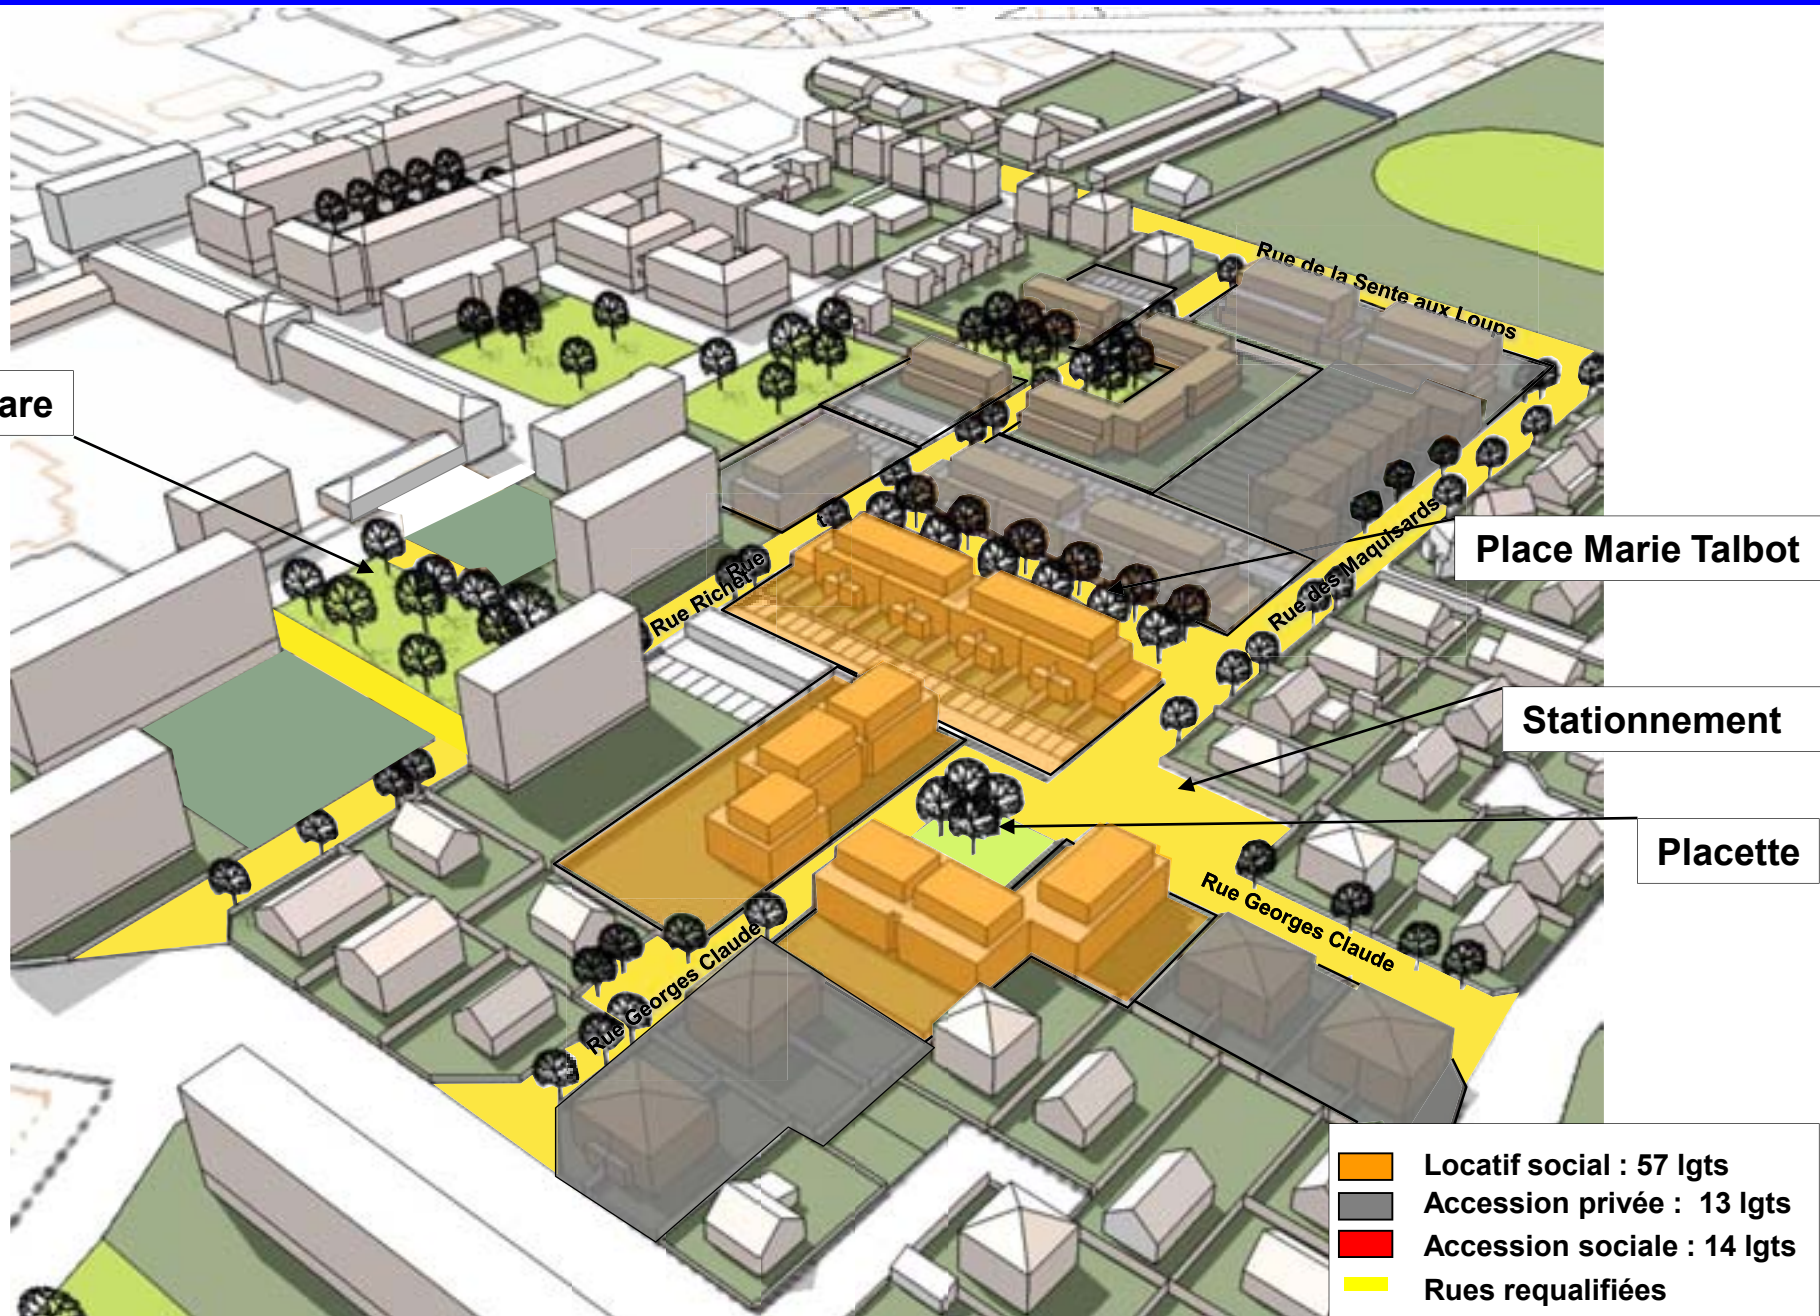 Rue de la Sente aux Loups
are
Place Marie Talbot
Rue des Maquisards
Rue
Rue Richet
Stationnement
Placette
Rue Georges Claude
Rue Georges Claude
Locatif social : 57 lgts
Accession privée : 13 lgts
Accession sociale : 14 lgts
Rues requalifiées